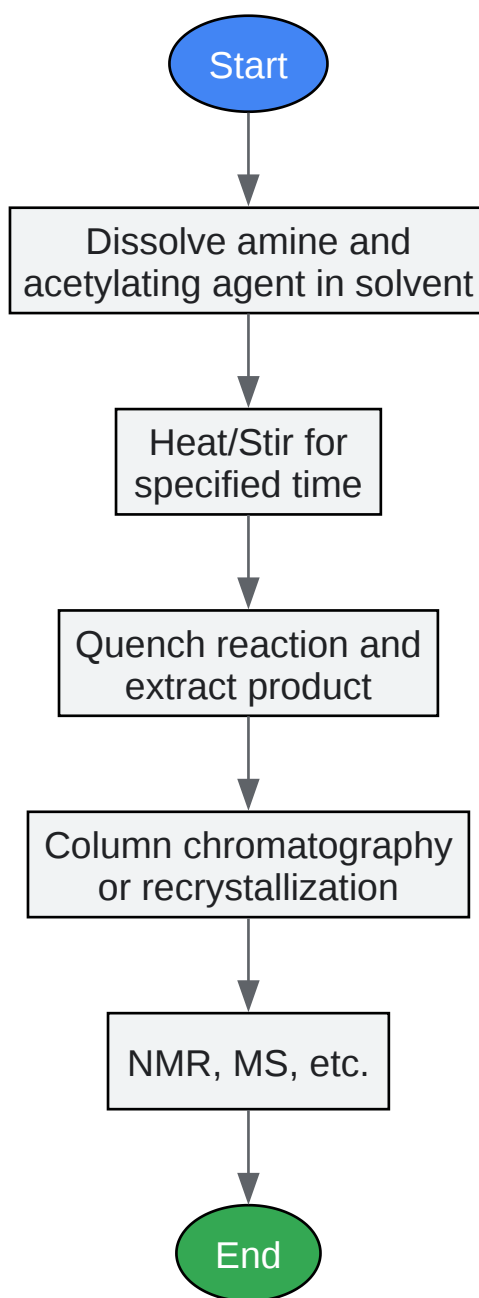 Start
Dissolve amine and
acetylating agent in solvent
Heat/Stir for
specified time
Quench reaction and
extract product
Column chromatography
or recrystallization
NMR, MS, etc.
End